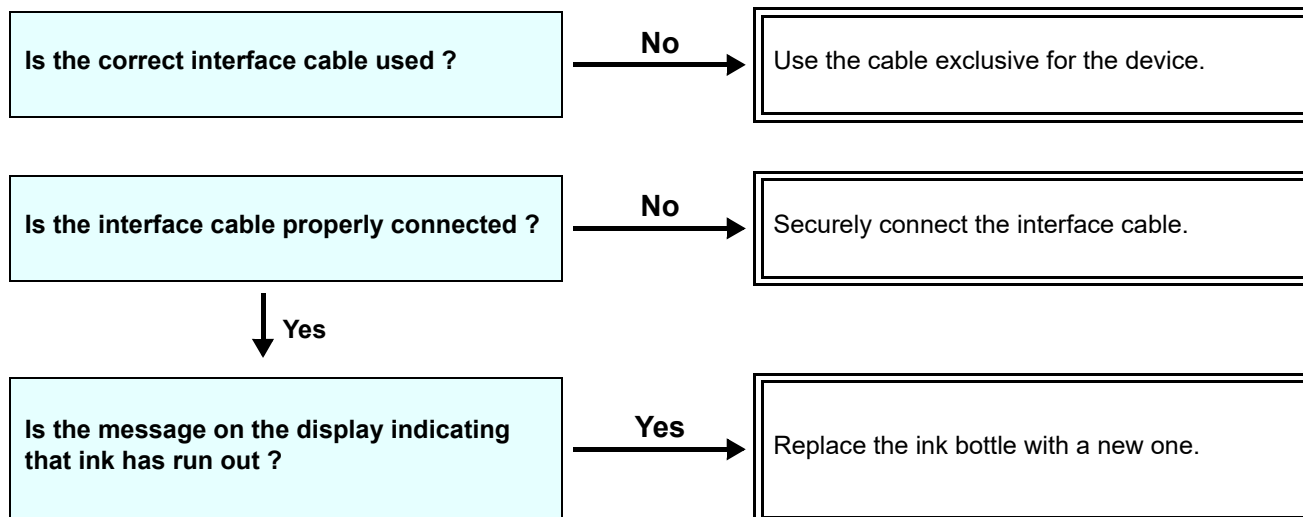 Is the correct interface cable used ?
No
Use the cable exclusive for the device.
Is the interface cable properly connected ?
No
Securely connect the interface cable.
Yes
Is the message on the display indicating
that ink has run out ?
Yes
Replace the ink bottle with a new one.